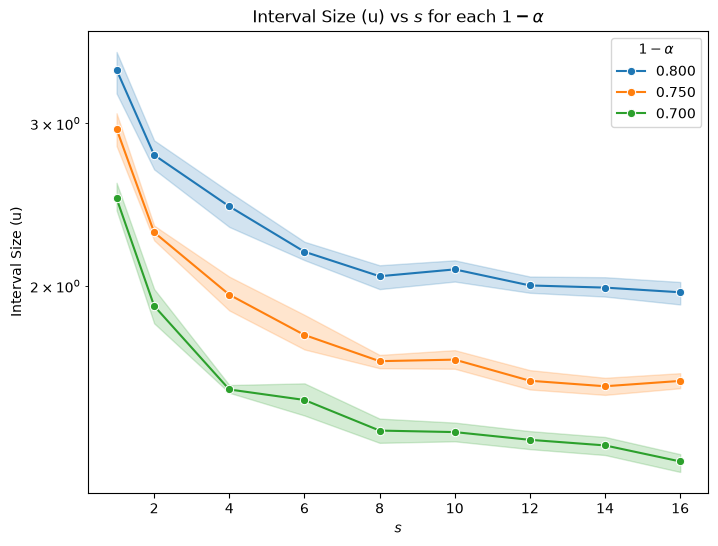 Interval Size (u) vs s for each 1 − α
1 − α
0.800
0.750
0.700
3 × 10⁰
2 × 10⁰
Interval Size (u)
2 4 6 8 10 12 14 16
s